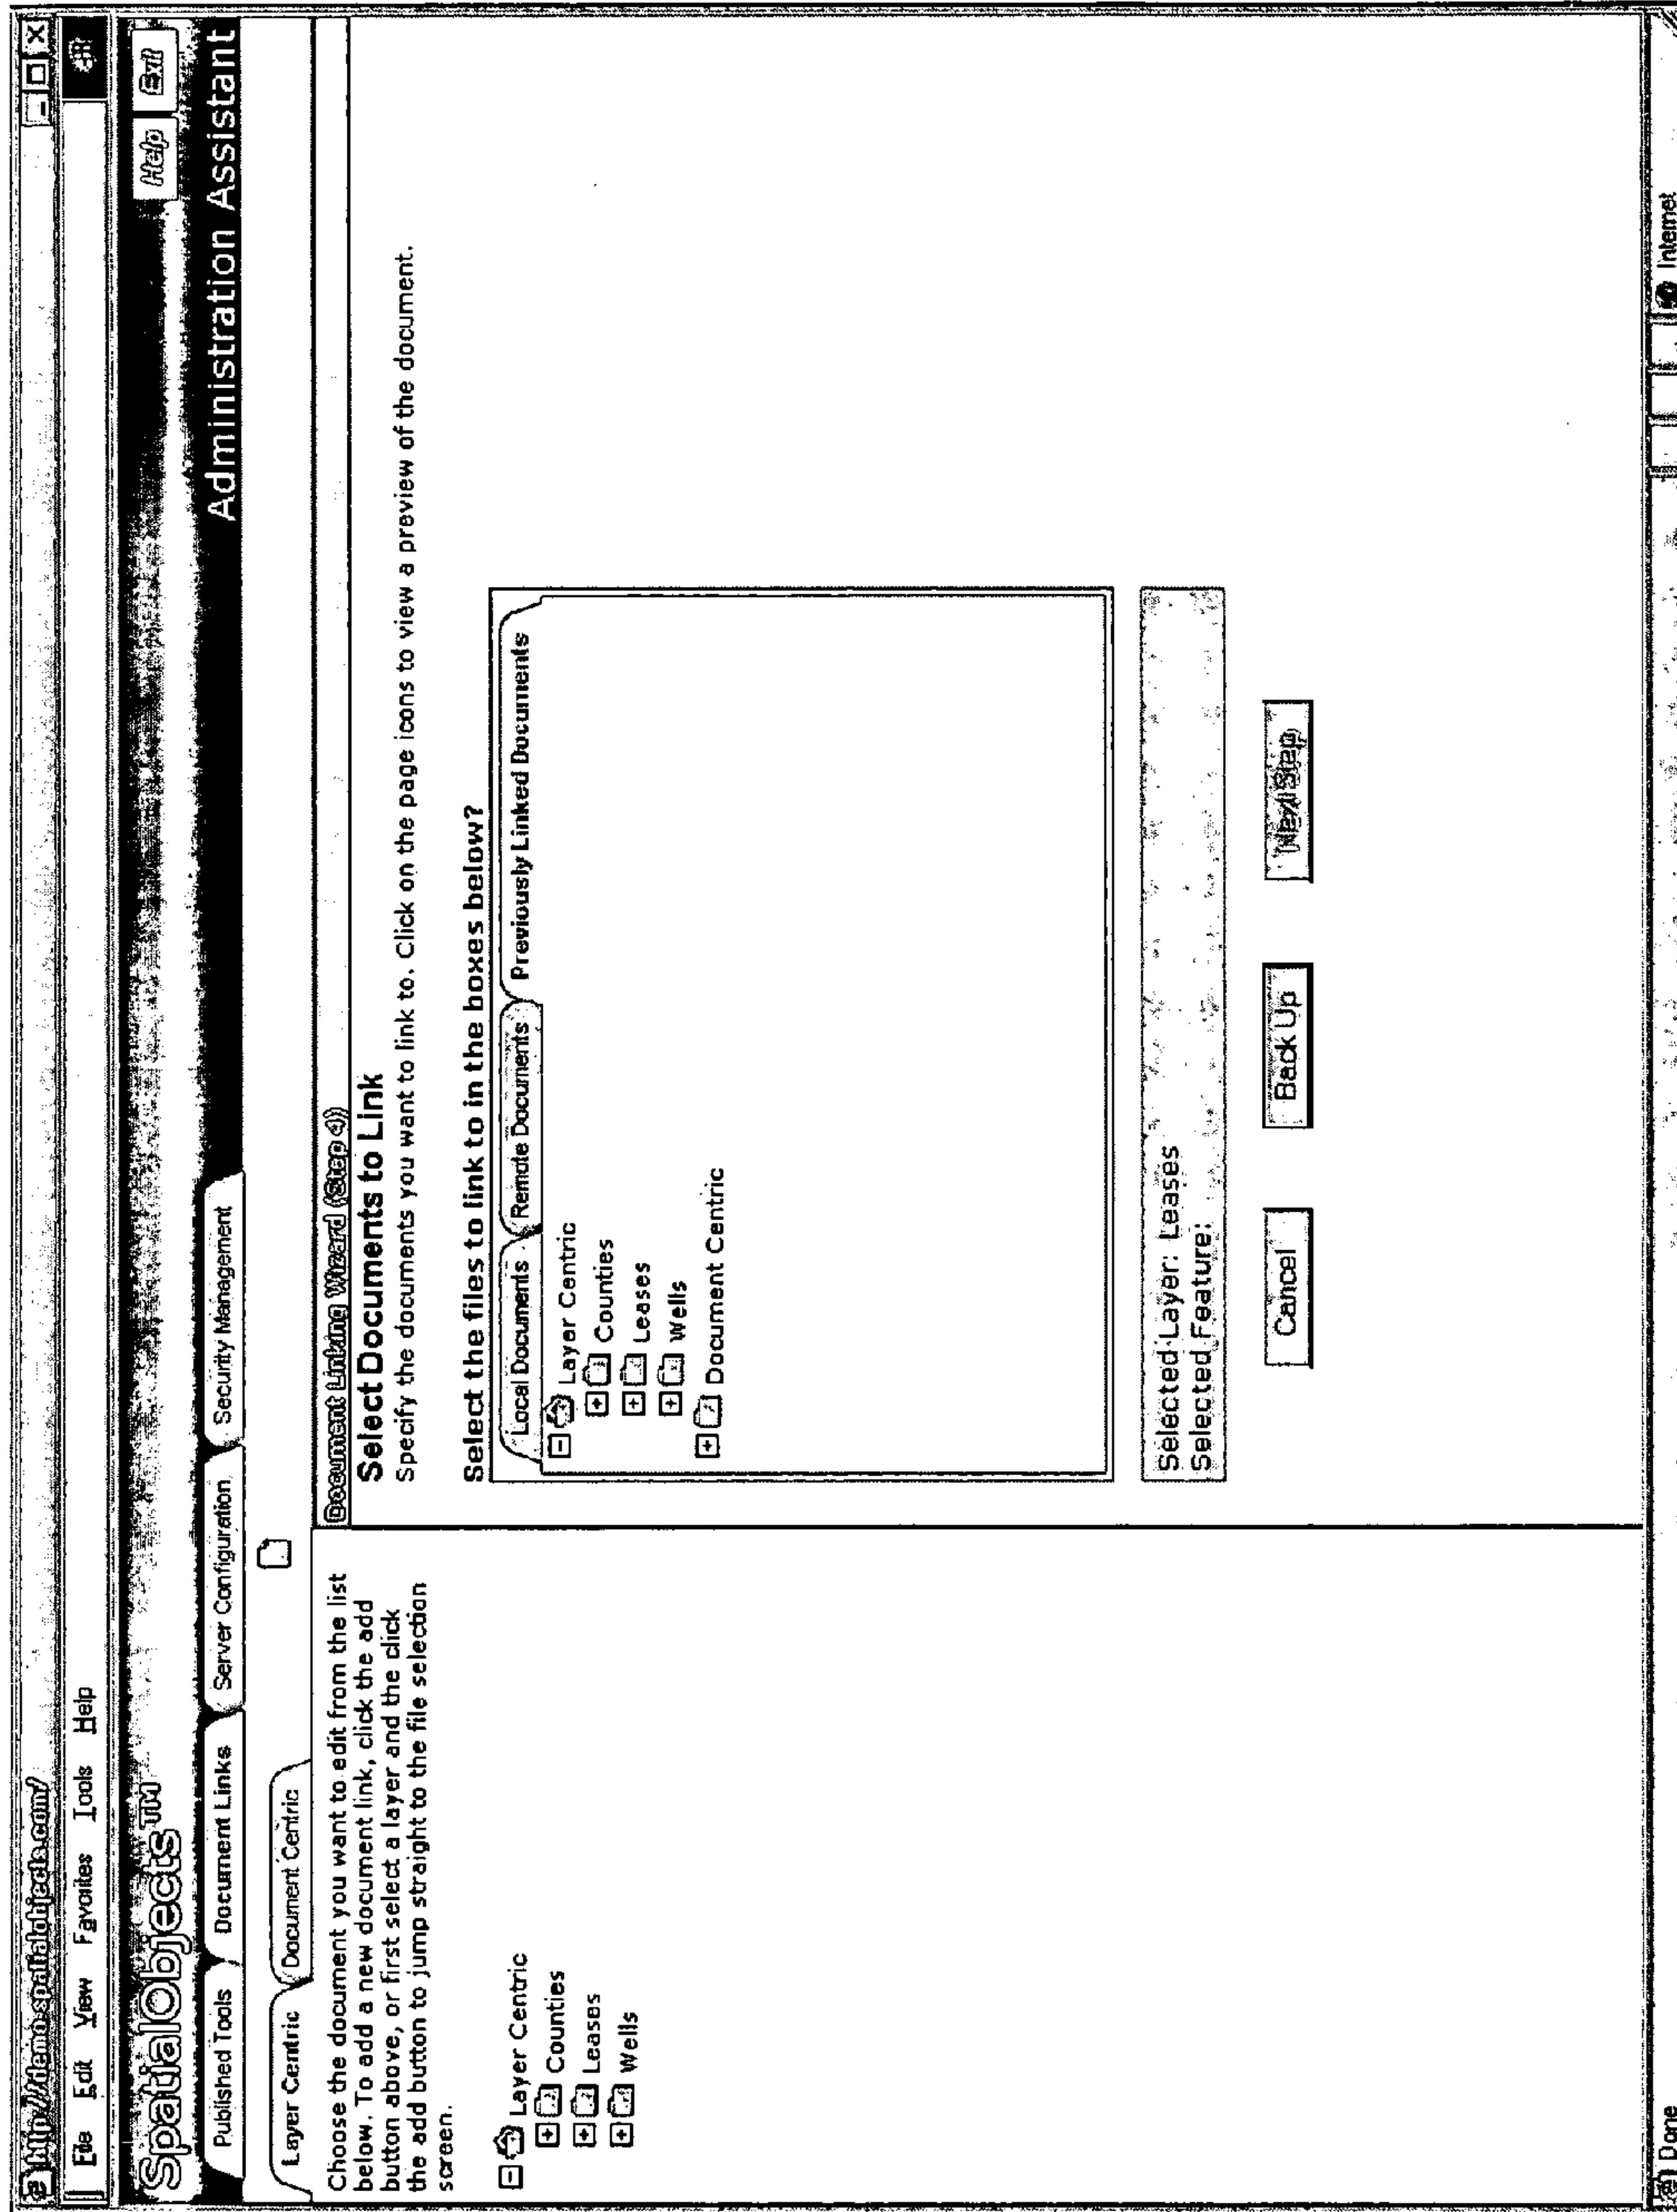 http://demo.spatialobjects.com/
File Edit View Favorites Tools Help
SpatialObjects™
Help Exit
Administration Assistant
Published Tools Document Links Server Configuration Security Management
Layer Centric Document Centric
Choose the document you want to edit from the list
below. To add a new document link, click the add
button above, or first select a layer and the click
the add button to jump straight to the file selection
screen.
Layer Centric
Counties
Leases
Wells
Document Linking Wizard (Step 4)
Select Documents to Link
Specify the documents you want to link to. Click on the page icons to view a preview of the document.
Select the files to link to in the boxes below?
Local Documents Remote Documents Previously Linked Documents
Layer Centric
Counties
Leases
Wells
Document Centric
Selected Layer: Leases
Selected Feature:
Cancel Back Up Next Step
Done Internet